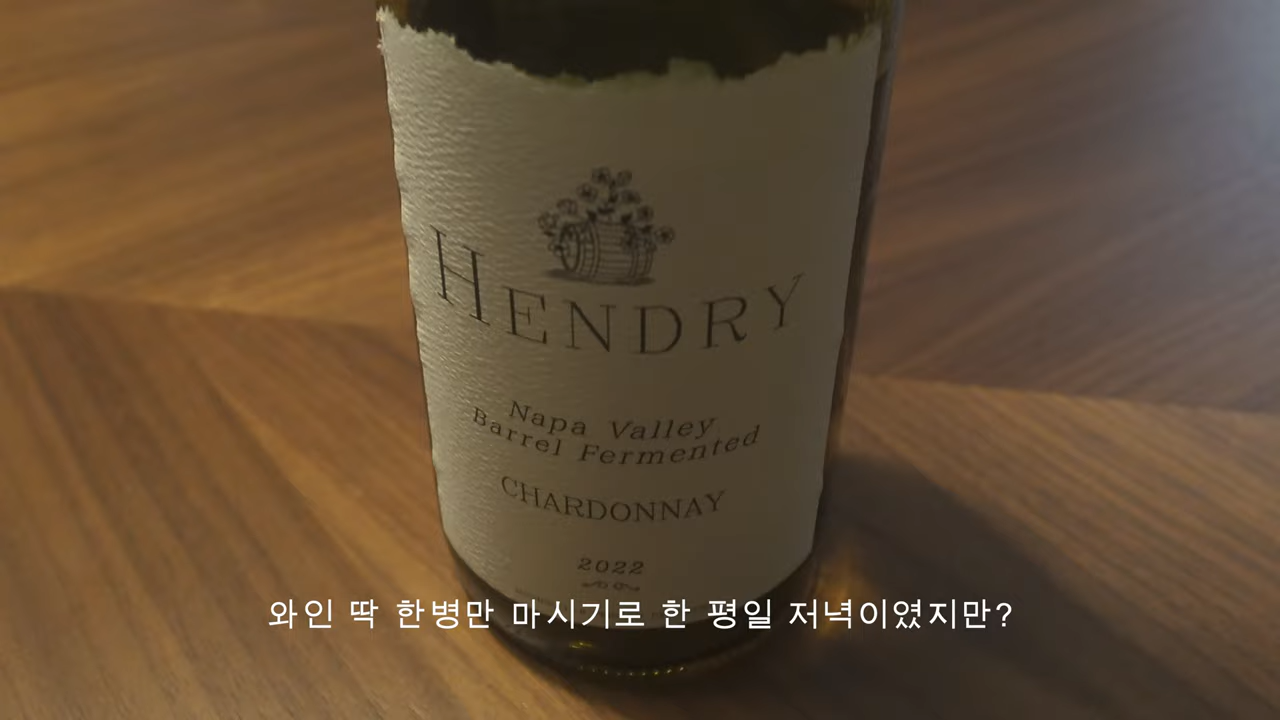 HENDRY
Napa Valley
Barrel Fermented
CHARDONNAY
2022
와인 딱 한병만 마시기로 한 평일 저녁이였지만?